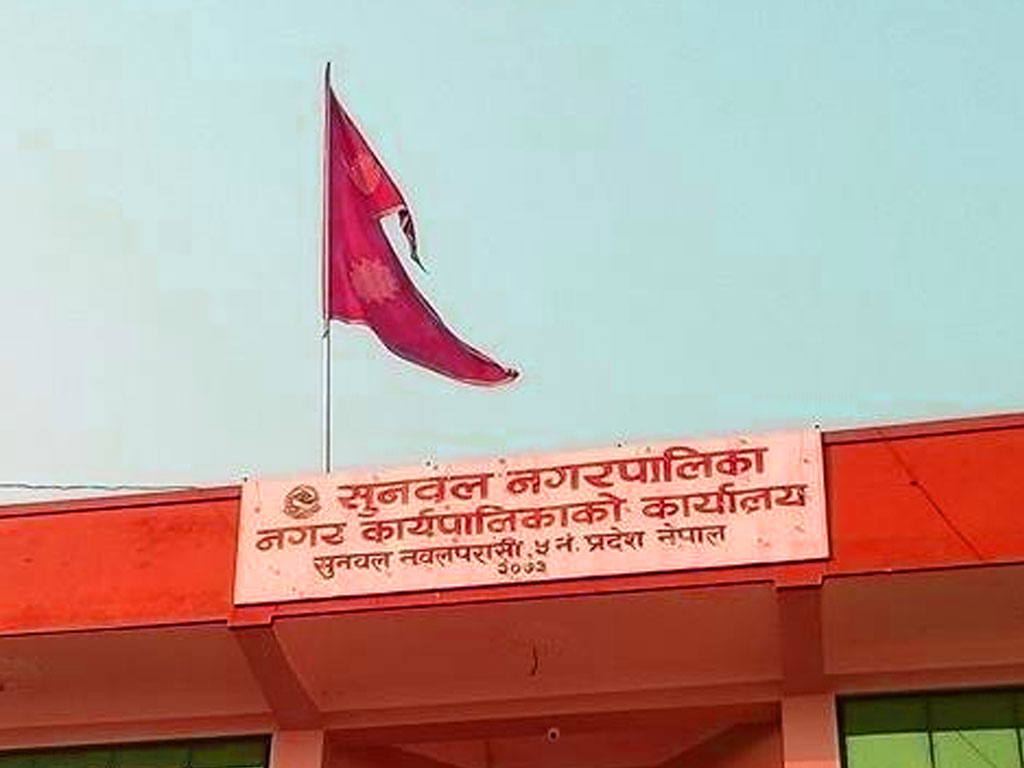 सुनवल नगरपालिका
नगर कार्यपालिकाको कार्यालय
सुनवल नवलपरासी, ५ नं. प्रदेश नेपाल
२०७३